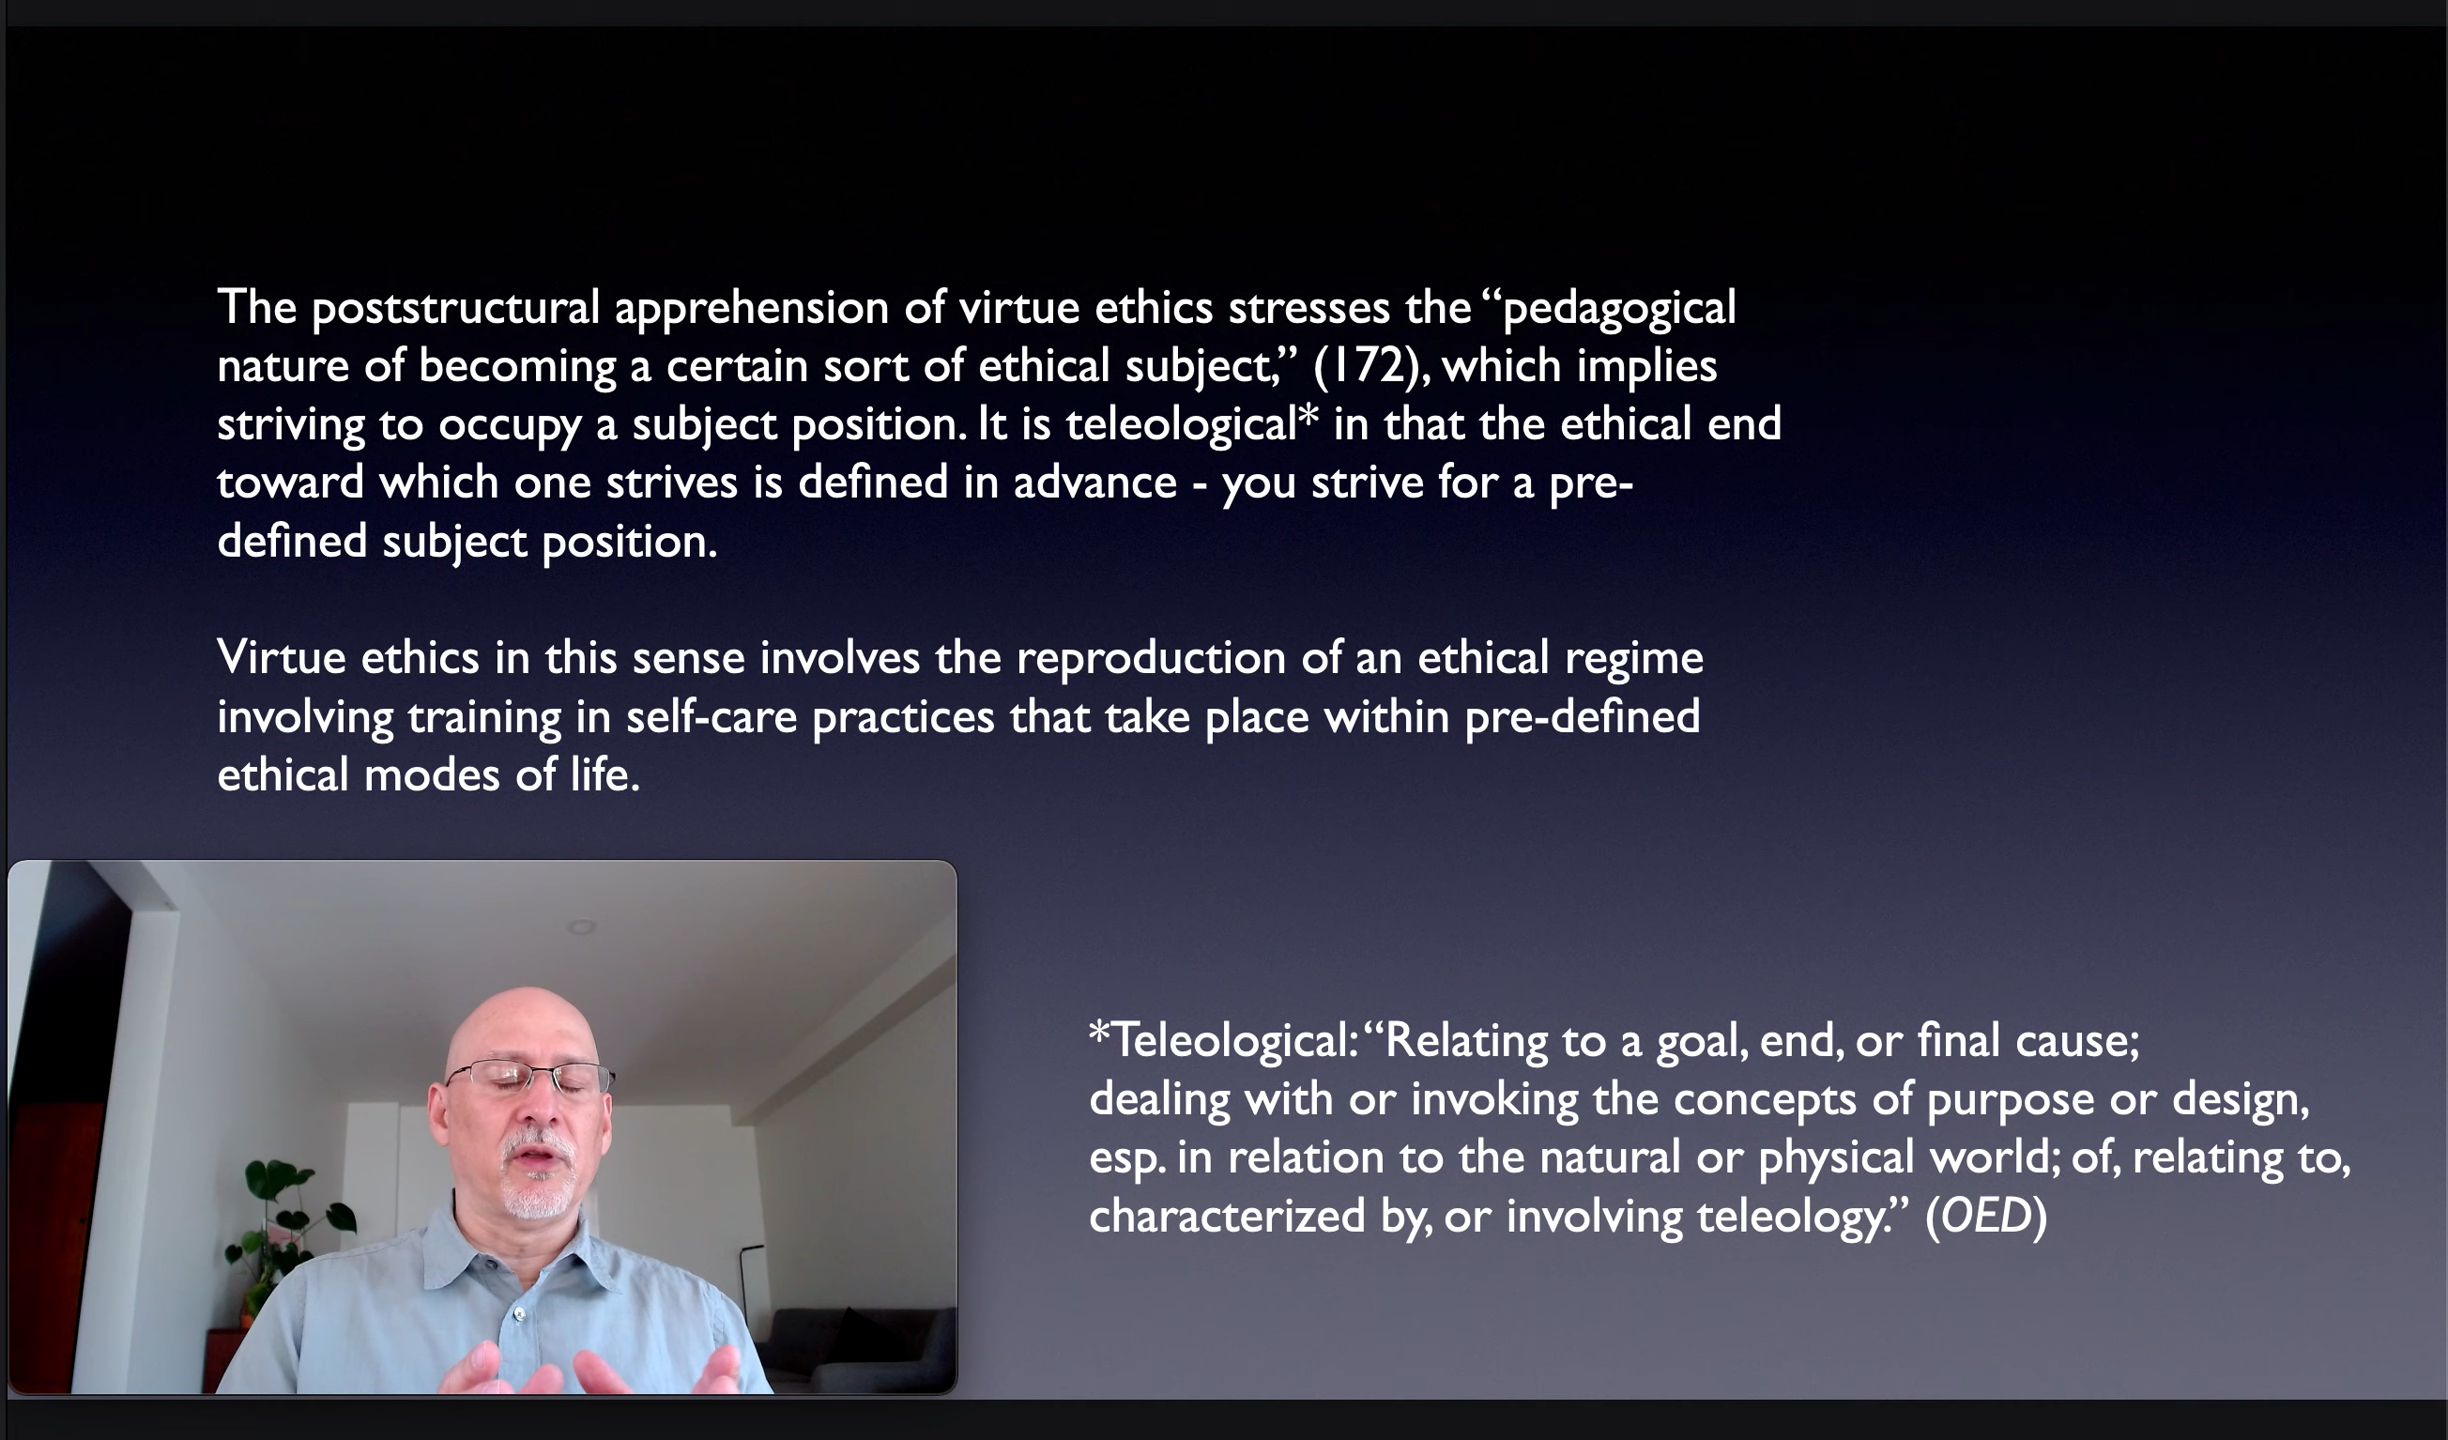 The poststructural apprehension of virtue ethics stresses the “pedagogical
nature of becoming a certain sort of ethical subject,” (172), which implies
striving to occupy a subject position. It is teleological* in that the ethical end
toward which one strives is defined in advance - you strive for a pre-
defined subject position.
Virtue ethics in this sense involves the reproduction of an ethical regime
involving training in self-care practices that take place within pre-defined
ethical modes of life.
*Teleological: “Relating to a goal, end, or final cause;
dealing with or invoking the concepts of purpose or design,
esp. in relation to the natural or physical world; of, relating to,
characterized by, or involving teleology.” (OED)